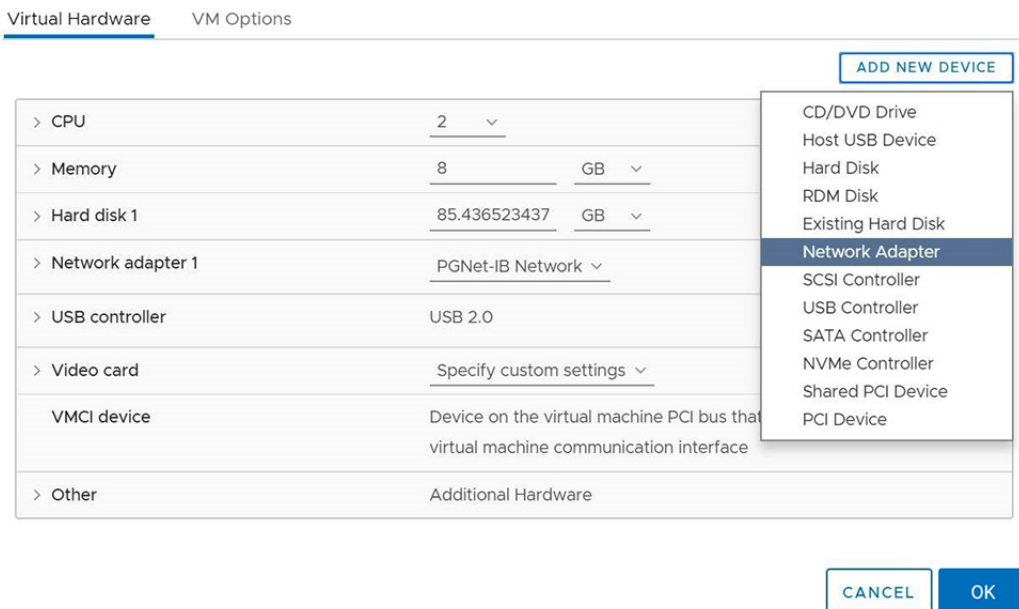 Virtual Hardware VM Options
ADD NEW DEVICE
CPU 2
Memory 8 GB
Hard disk 1 85.436523437 GB
Network adapter 1 PGNet-IB Network
USB controller USB 2.0
Video card Specify custom settings
VMCI device Device on the virtual machine PCI bus that
virtual machine communication interface
Other Additional Hardware
CD/DVD Drive
Host USB Device
Hard Disk
RDM Disk
Existing Hard Disk
Network Adapter
SCSI Controller
USB Controller
SATA Controller
NVMe Controller
Shared PCI Device
PCI Device
CANCEL OK